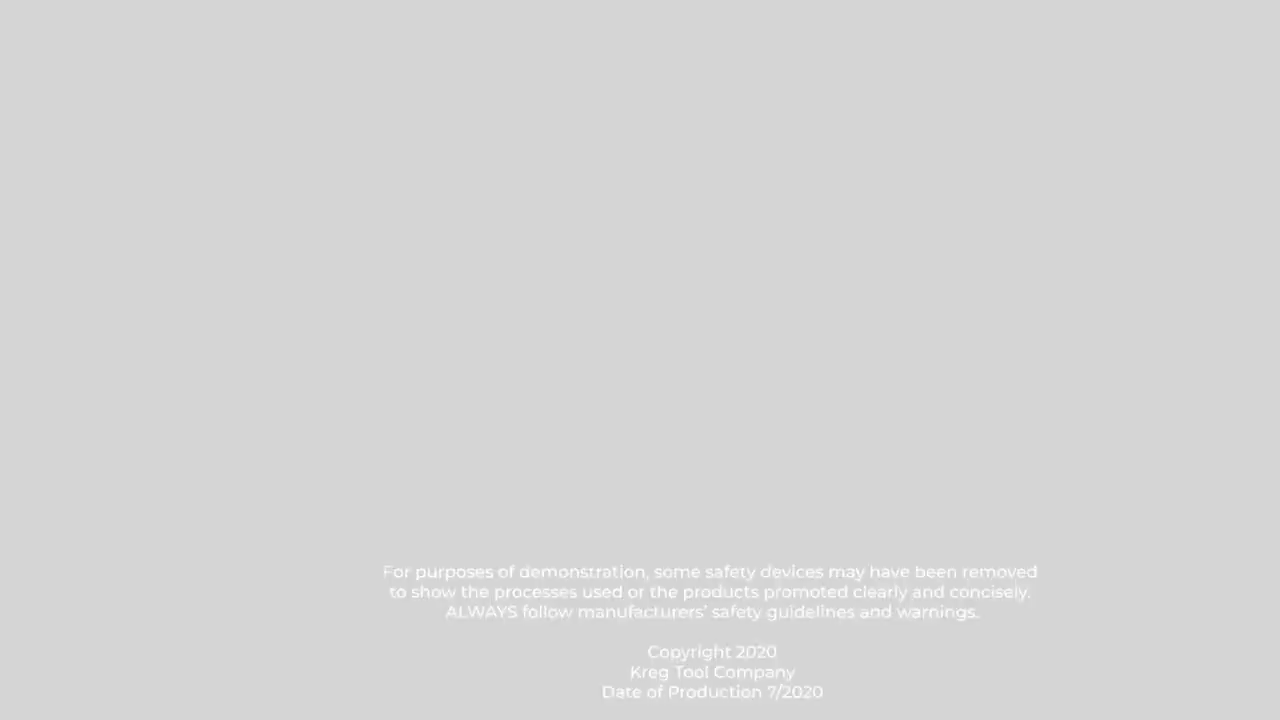 For purposes of demonstration, some safety devices may have been removed
to show the processes used or the products promoted clearly and concisely.
ALWAYS follow manufacturers' safety guidelines and warnings.
Copyright 2020
Kreg Tool Company
Date of Production 7/2020